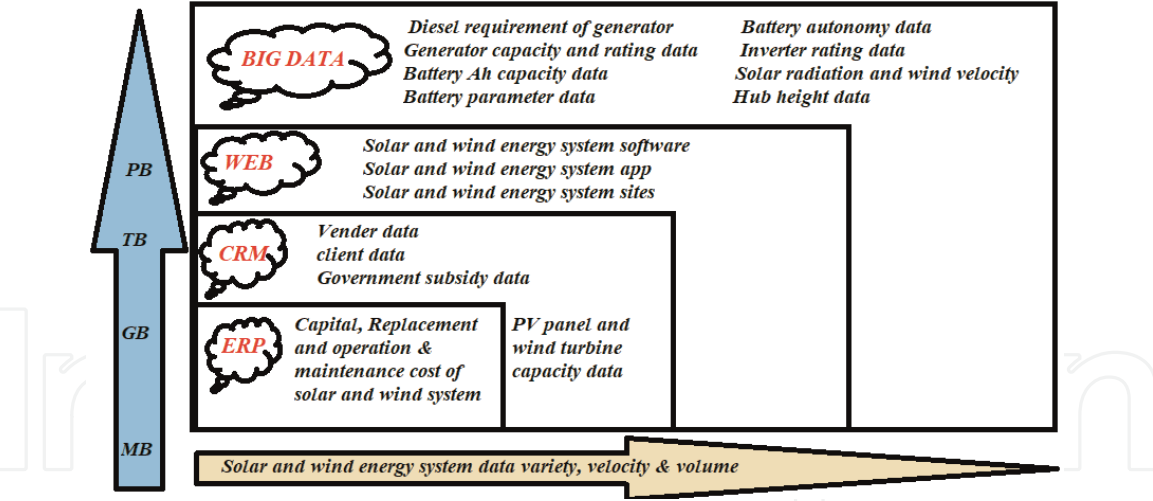 BIG DATA
Diesel requirement of generator
Generator capacity and rating data
Battery Ah capacity data
Battery parameter data
Battery autonomy data
Inverter rating data
Solar radiation and wind velocity
Hub height data
PB
WEB
Solar and wind energy system software
Solar and wind energy system app
Solar and wind energy system sites
TB
CRM
Vender data
client data
Government subsidy data
GB
ERP
Capital, Replacement
and operation &
maintenance cost of
solar and wind system
PV panel and
wind turbine
capacity data
MB
Solar and wind energy system data variety, velocity & volume